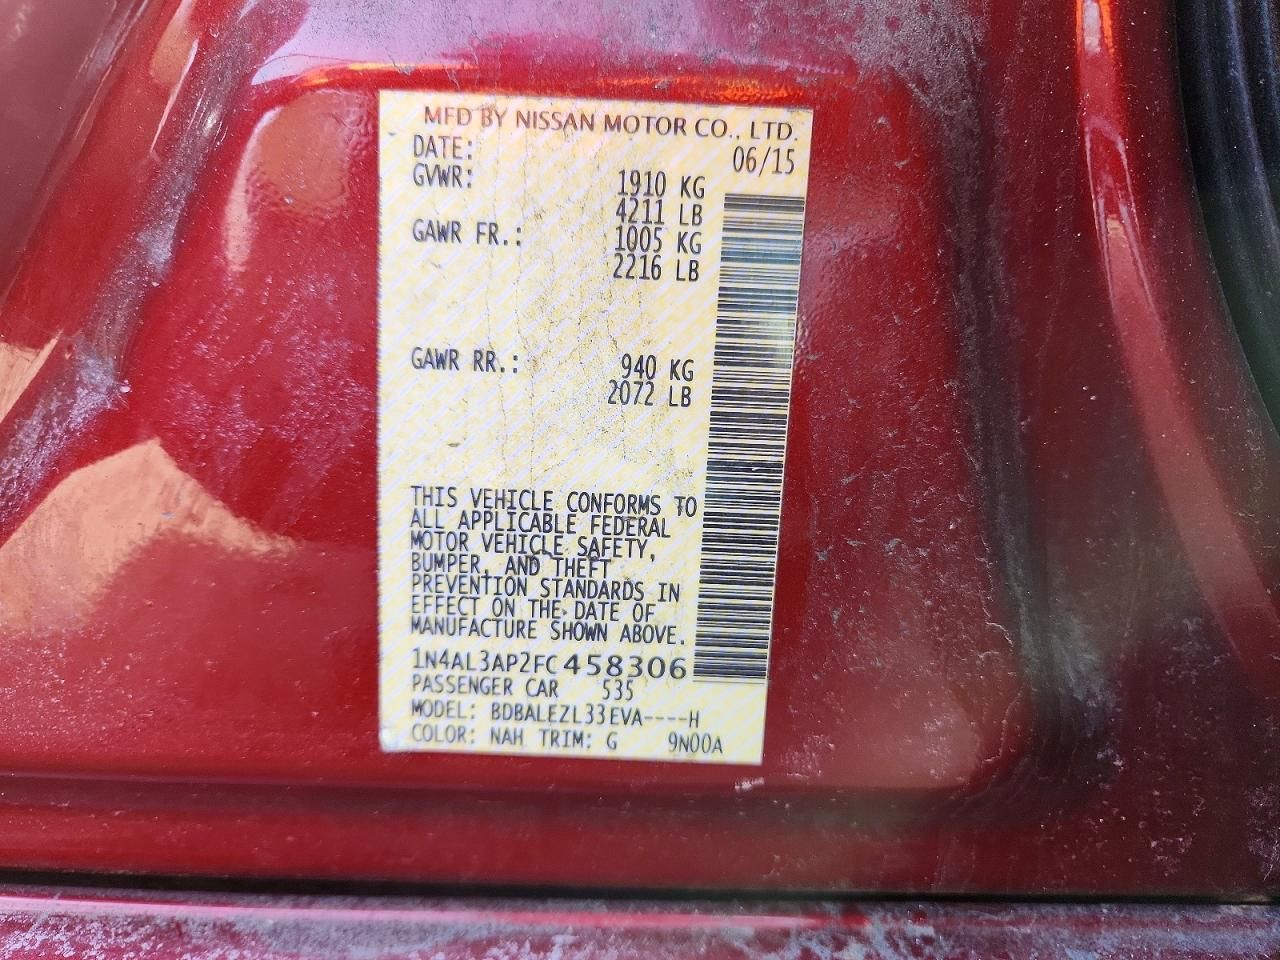 MFD BY NISSAN MOTOR CO., LTD.
DATE: 06/15
GVWR: 1910 KG
4211 LB
GAWR FR.: 1005 KG
2216 LB
GAWR RR.: 940 KG
2072 LB
THIS VEHICLE CONFORMS TO
ALL APPLICABLE FEDERAL
MOTOR VEHICLE SAFETY,
BUMPER, AND THEFT
PREVENTION STANDARDS IN
EFFECT ON THE DATE OF
MANUFACTURE SHOWN ABOVE.
1N4AL3AP2FC458306
PASSENGER CAR 535
MODEL: BDBALEZL33EVA----H
COLOR: NAH TRIM: G 9N00A